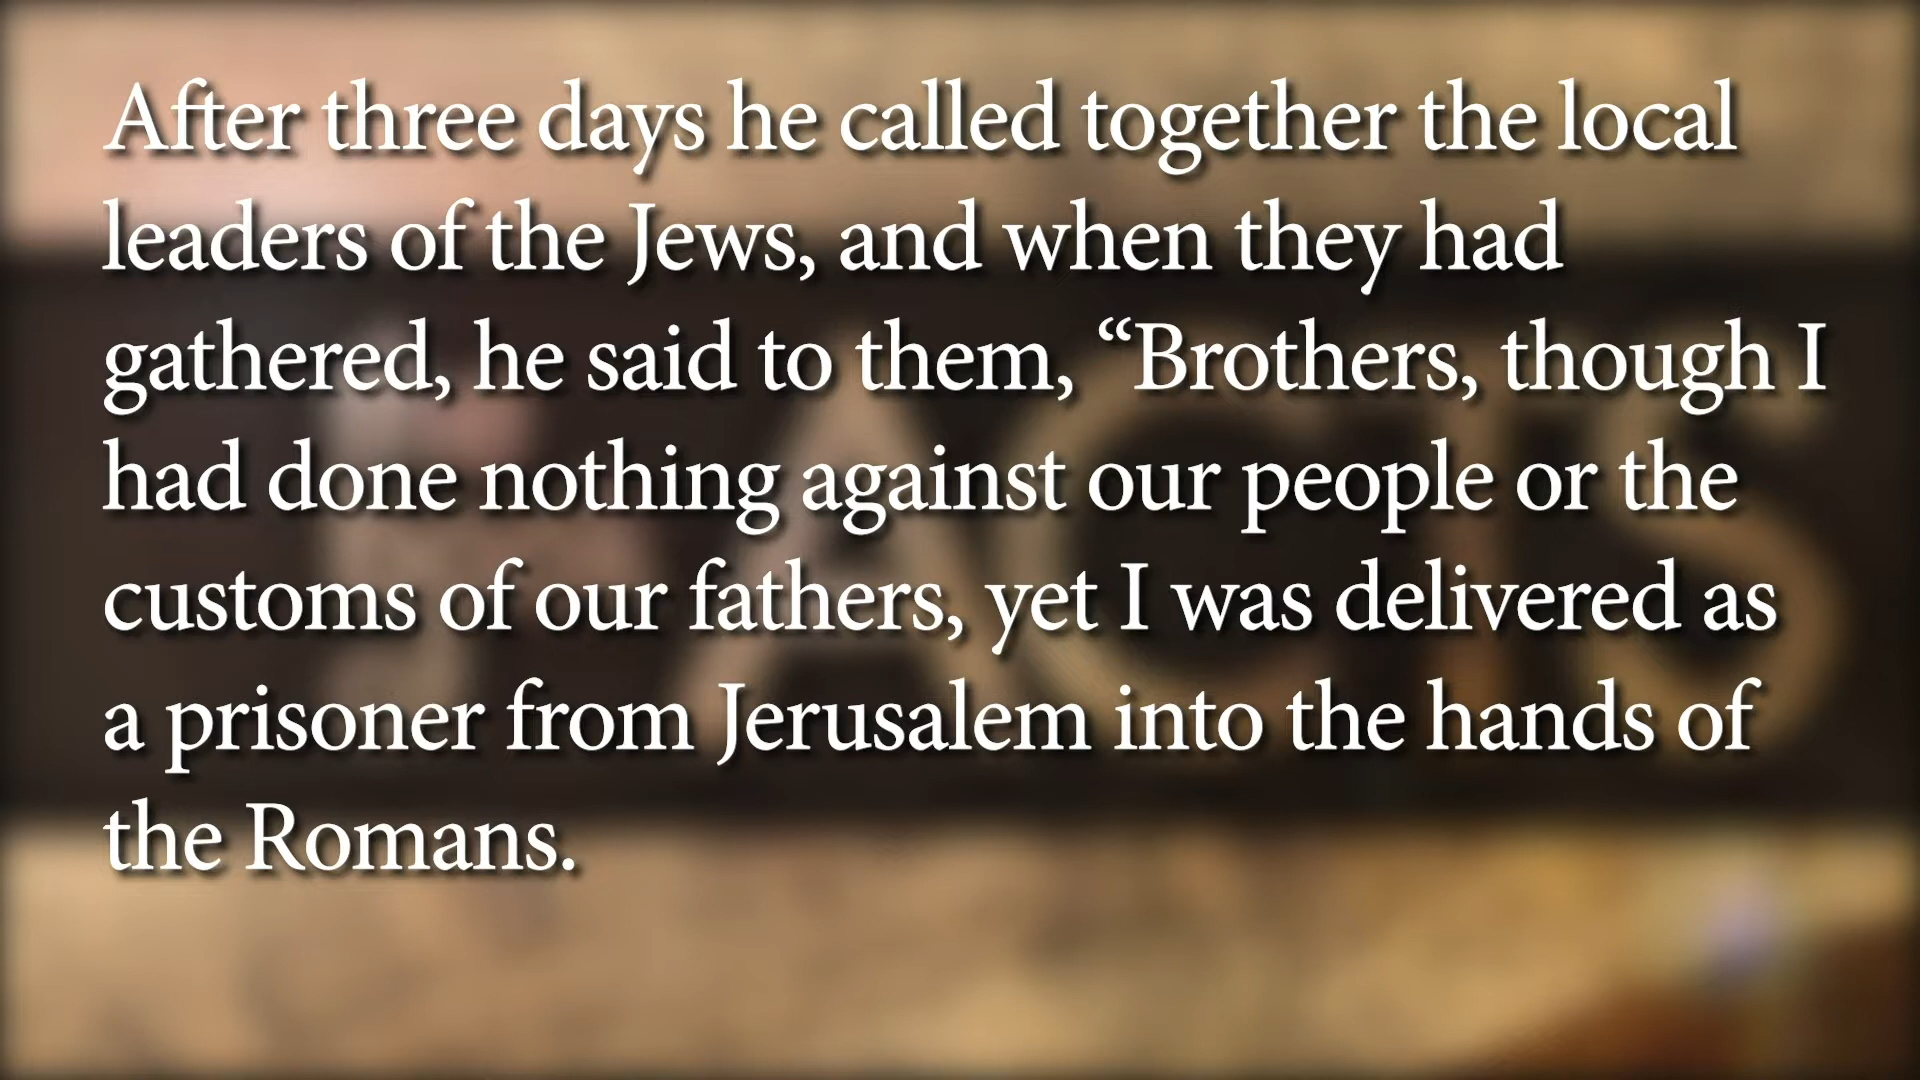 After three days he called together the local
leaders of the Jews, and when they had
gathered, he said to them, “Brothers, though I
had done nothing against our people or the
customs of our fathers, yet I was delivered as
a prisoner from Jerusalem into the hands of
the Romans.
ACTS